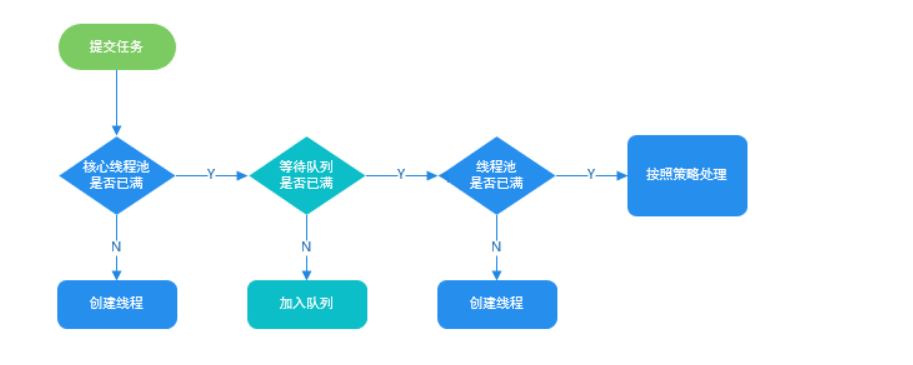 提交任务
核心线程池
是否已满
Y
等待队列
是否已满
Y
线程池
是否已满
Y
按照策略处理
N
N
N
创建线程
加入队列
创建线程